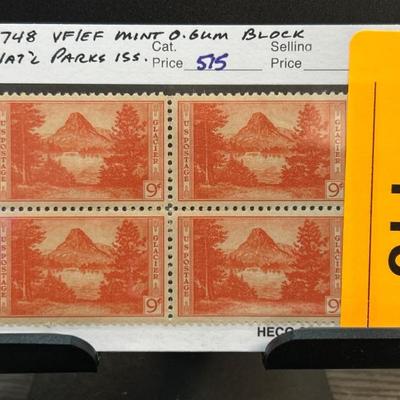 748 VF/EF MINT O.GUM BLOCK
NAT'L PARKS ISS.
Cat. Price 515
Selling Price
U.S. POSTAGE GLACIER 9¢
U.S. POSTAGE GLACIER 9¢
U.S. POSTAGE GLACIER 9¢
U.S. POSTAGE GLACIER 9¢
HECO